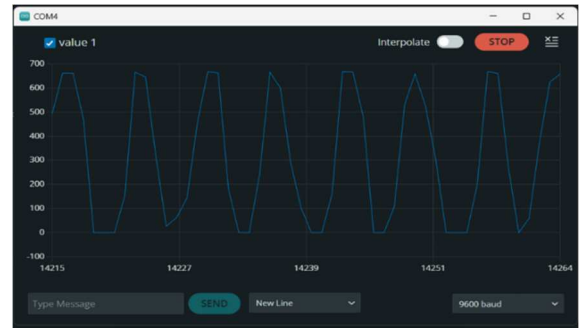 COM4
value 1
Interpolate STOP
700
600
500
400
300
200
100
0
-100
14215 14227 14239 14251 14264
Type Message SEND New Line 9600 baud